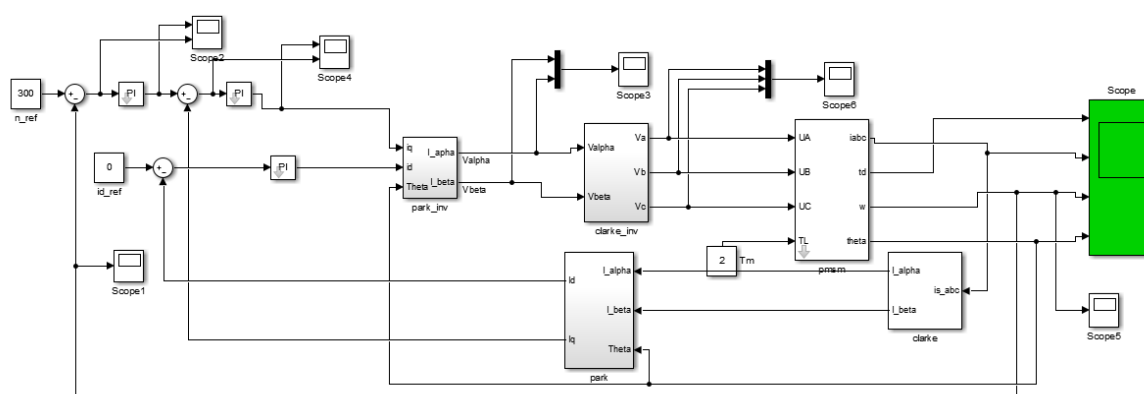 Scope2
Scope4
Scope3
Scope6
Scope
300
n_ref
PI
PI
0
id_ref
PI
iq
id
Theta
I_apha
I_beta
park_inv
Valpha
Vbeta
Valpha
Vbeta
Va
Vb
Vc
clarke_inv
UA
UB
UC
TL
iabc
td
w
theta
pmsm
2
Tm
Scope1
Id
Iq
I_alpha
I_beta
Theta
park
I_alpha
I_beta
is_abc
clarke
Scope5